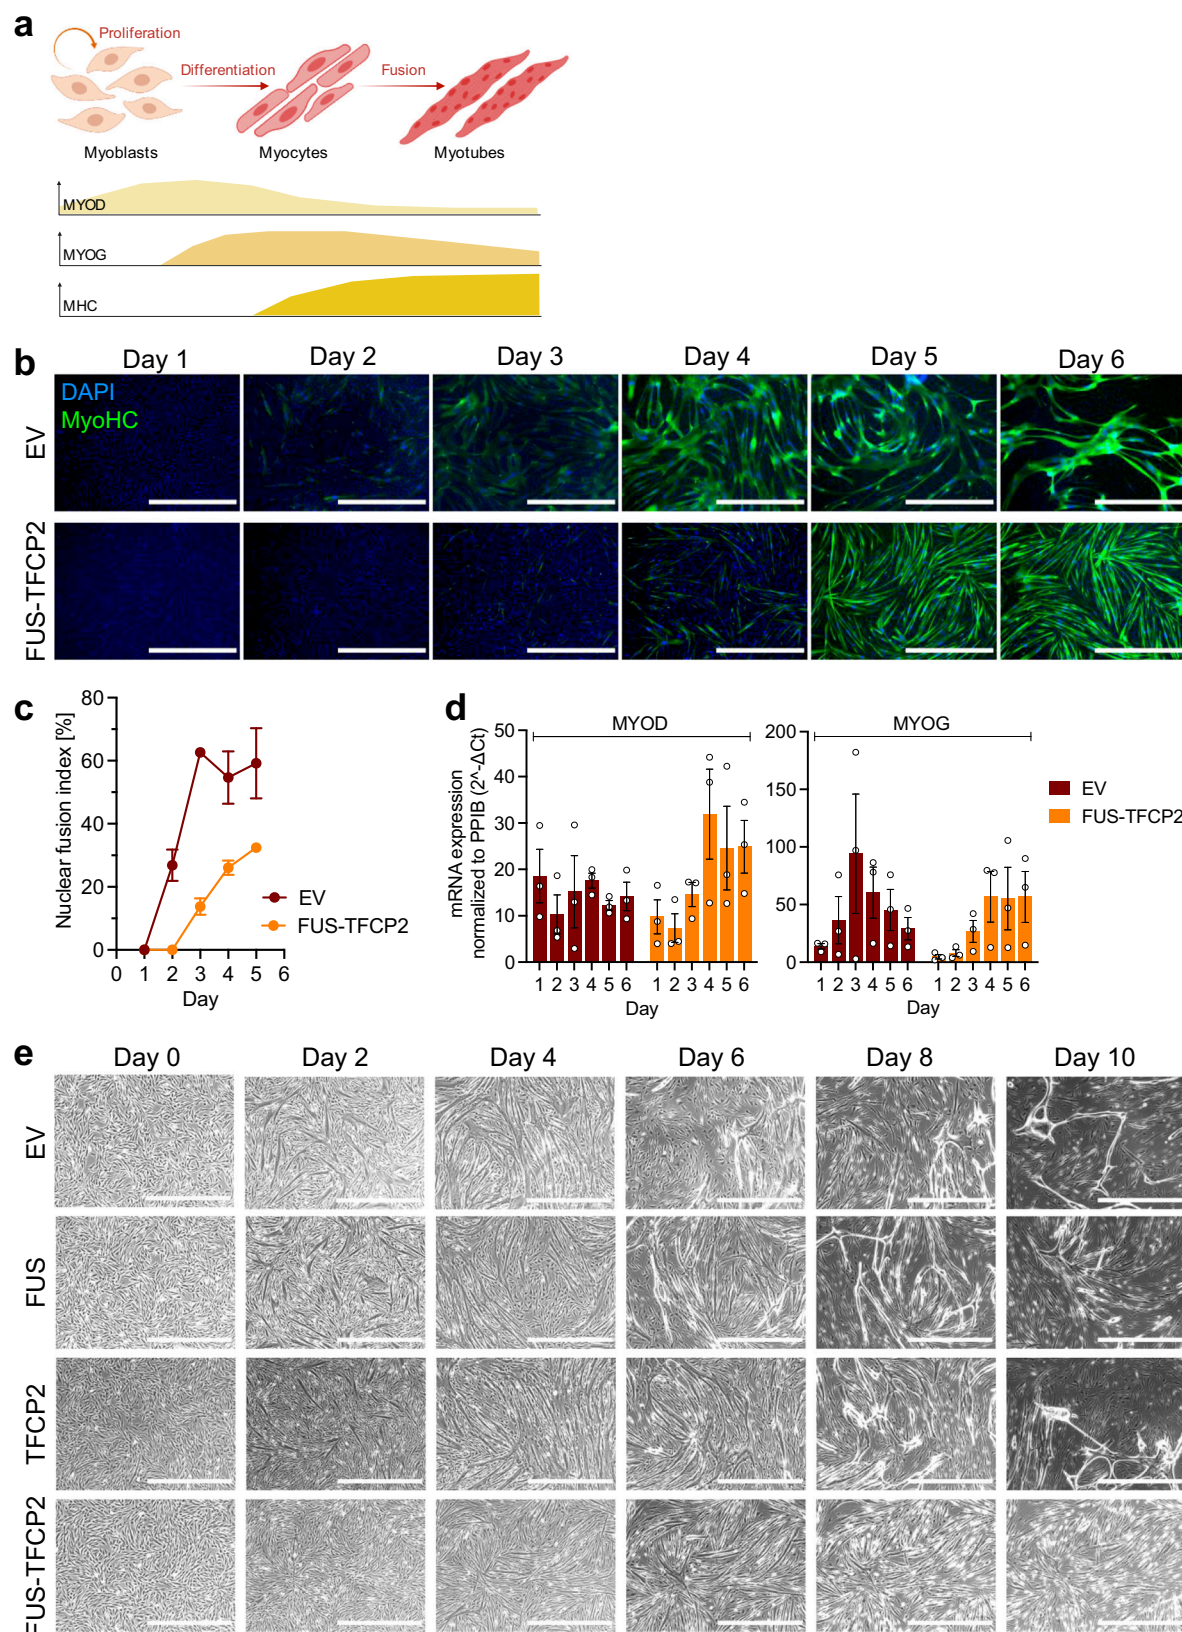 a
Proliferation
Differentiation
Fusion
Myoblasts
Myocytes
Myotubes
MYOD
MYOG
MHC
b
Day 1 Day 2 Day 3 Day 4 Day 5 Day 6
DAPI
MyoHC
EV
FUS-TFCP2
c
Nuclear fusion index [%]
80
60
40
20
0
0 1 2 3 4 5 6
Day
EV
FUS-TFCP2
d
mRNA expression
normalized to PPIB (2^-ΔCt)
MYOD
50
40
30
20
10
0
1 2 3 4 5 6 1 2 3 4 5 6
Day
MYOG
200
150
100
50
0
1 2 3 4 5 6 1 2 3 4 5 6
Day
EV
FUS-TFCP2
e
Day 0 Day 2 Day 4 Day 6 Day 8 Day 10
EV
FUS
TFCP2
FUS-TFCP2